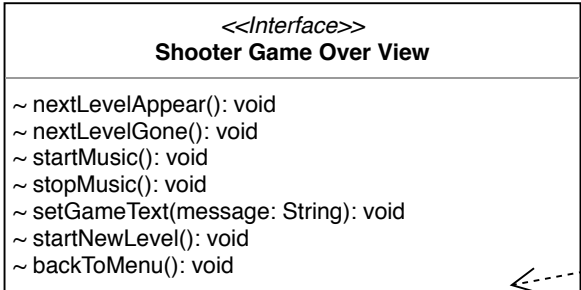 <<Interface>>
Shooter Game Over View
~ nextLevelAppear(): void
~ nextLevelGone(): void
~ startMusic(): void
~ stopMusic(): void
~ setGameText(message: String): void
~ startNewLevel(): void
~ backToMenu(): void